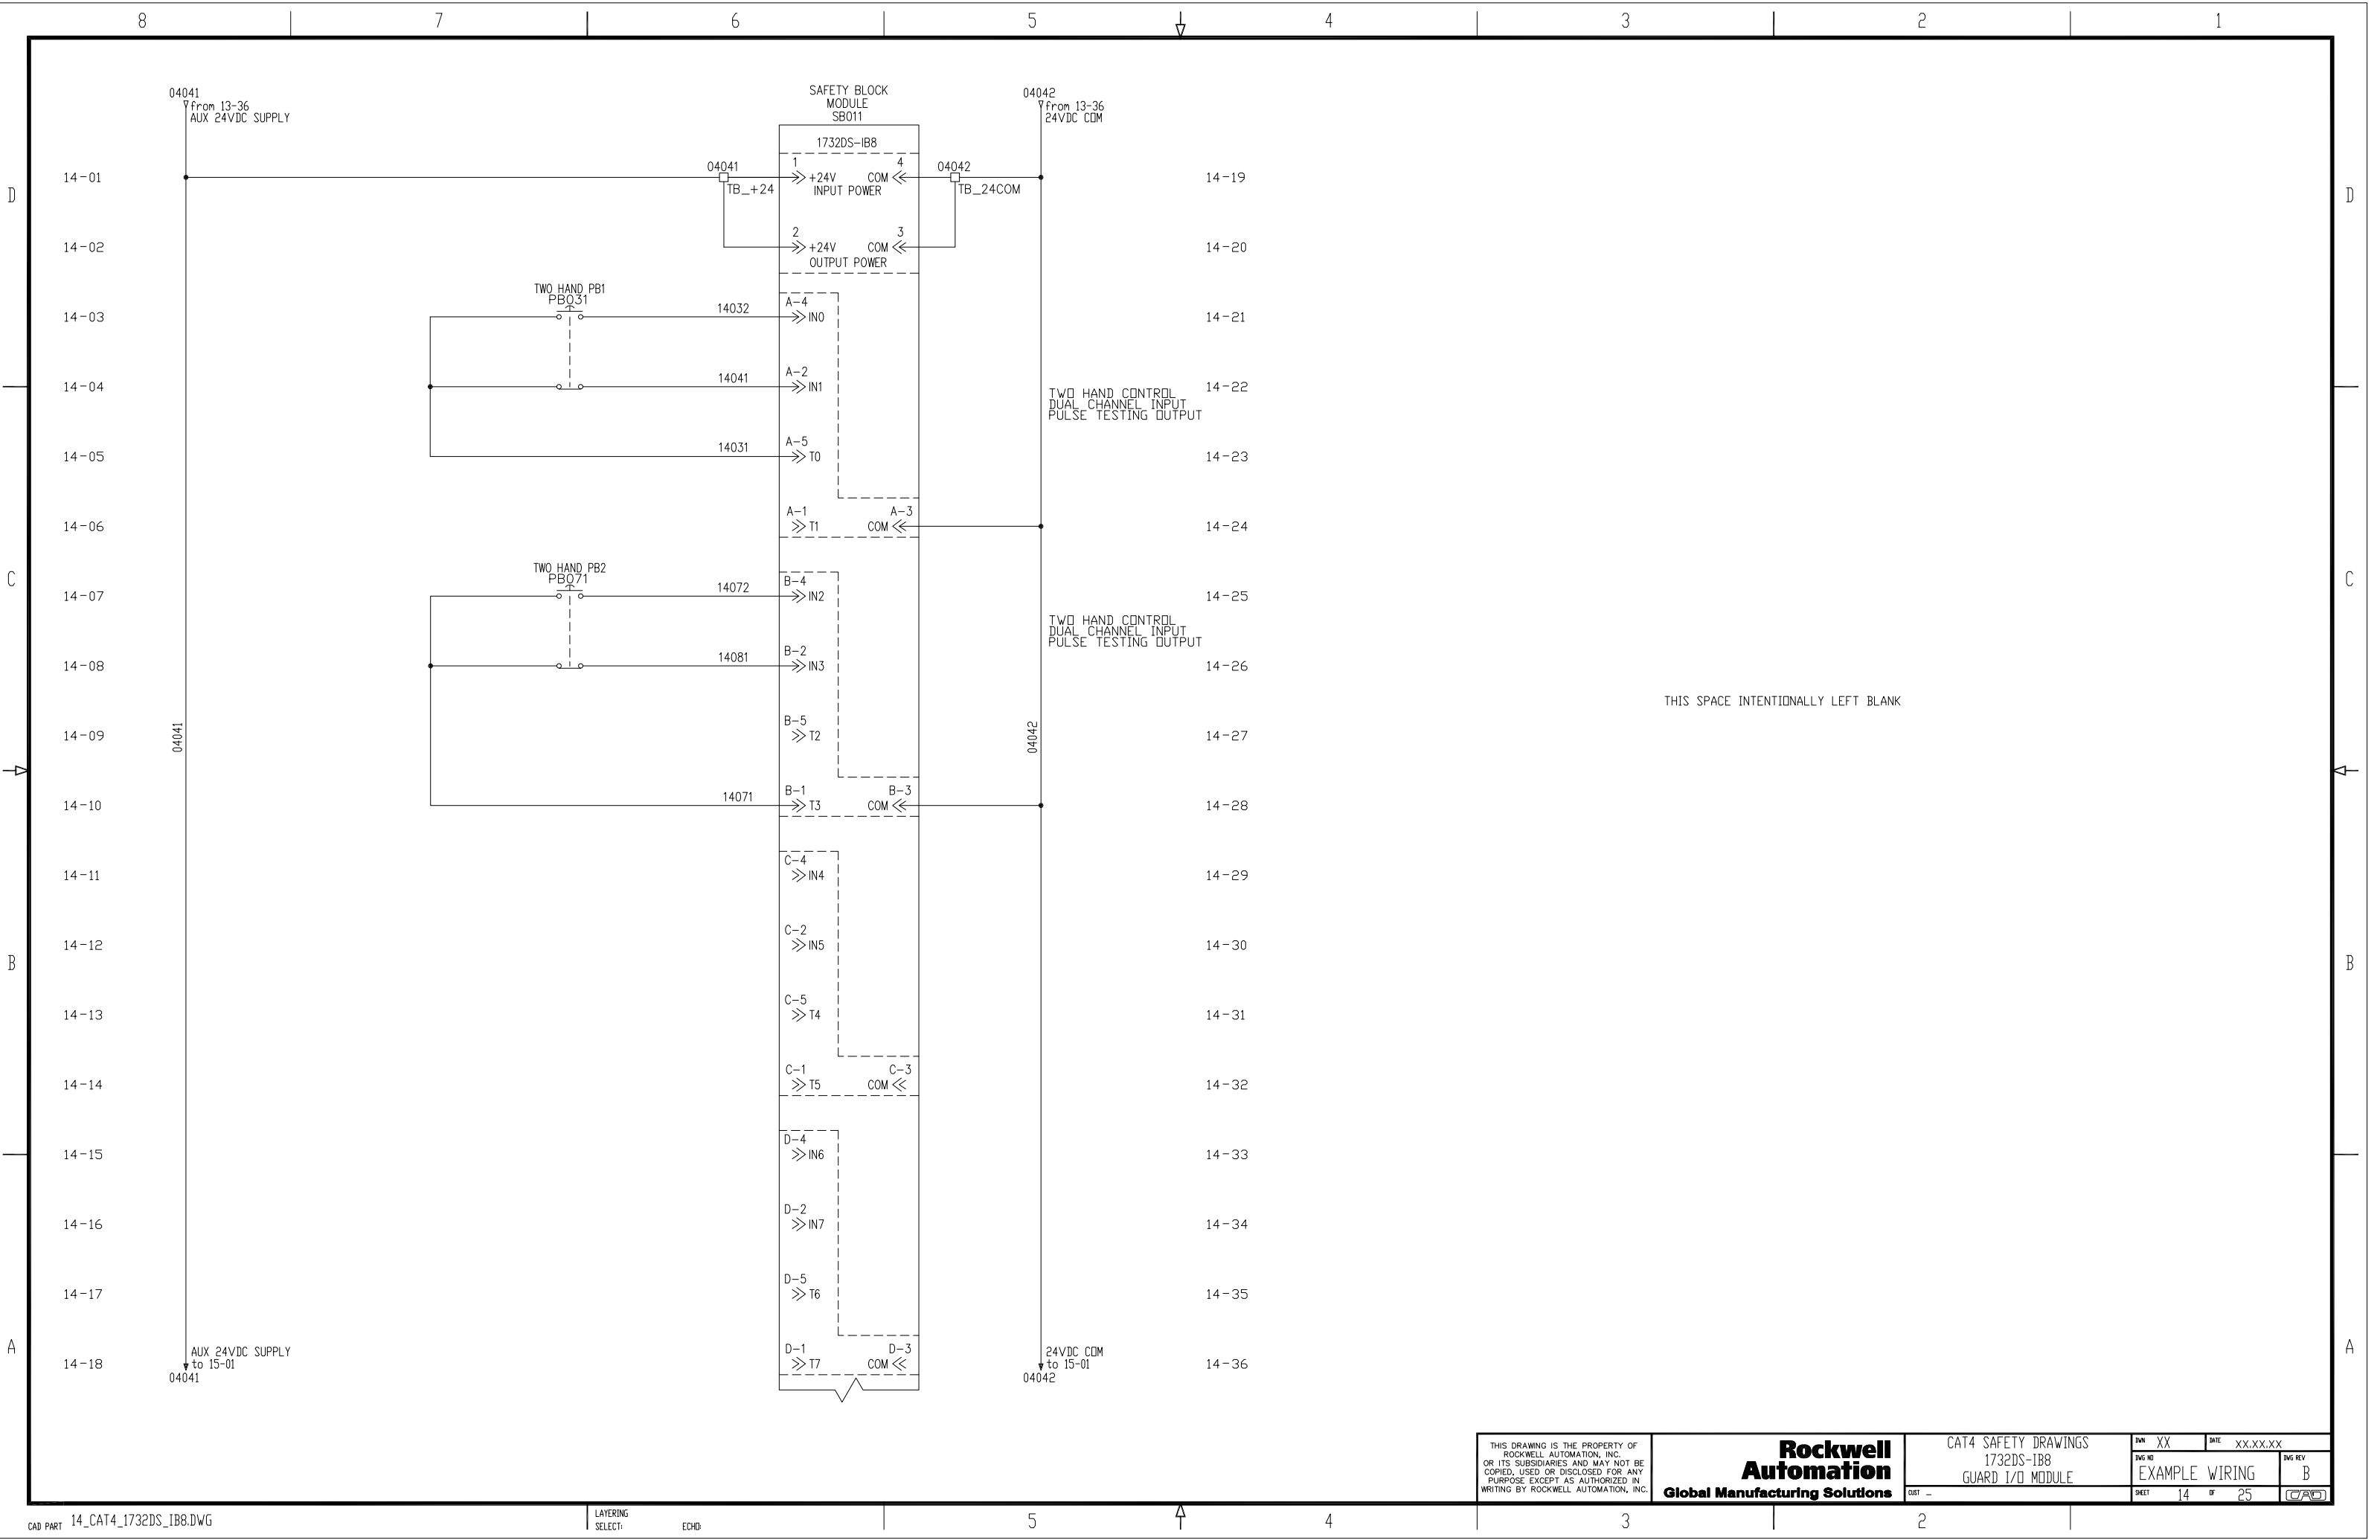 8 7 6 5 4 3 2 1
04041
from 13-36
AUX 24VDC SUPPLY
SAFETY BLOCK
MODULE
SB011
04042
from 13-36
24VDC COM
1732DS-IB8
D
14-01
04041
TB_+24
1
+24V
4
COM
INPUT POWER
04042
TB_24COM
14-19
D
14-02
2
+24V
3
COM
OUTPUT POWER
14-20
TWO HAND PB1
PB031
14-03
14032
A-4
IN0
14-21
14-04
14041
A-2
IN1
TWO HAND CONTROL
DUAL CHANNEL INPUT
PULSE TESTING OUTPUT
14-22
14-05
14031
A-5
T0
14-23
14-06
A-1
T1
A-3
COM
14-24
TWO HAND PB2
PB071
C
14-07
14072
B-4
IN2
14-25
C
14-08
14081
B-2
IN3
TWO HAND CONTROL
DUAL CHANNEL INPUT
PULSE TESTING OUTPUT
14-26
THIS SPACE INTENTIONALLY LEFT BLANK
14-09
04041
B-5
T2
04042
14-27
14-10
14071
B-1
T3
B-3
COM
14-28
14-11
C-4
IN4
14-29
14-12
C-2
IN5
14-30
B
B
14-13
C-5
T4
14-31
14-14
C-1
T5
C-3
COM
14-32
14-15
D-4
IN6
14-33
14-16
D-2
IN7
14-34
14-17
D-5
T6
14-35
A
A
14-18
AUX 24VDC SUPPLY
to 15-01
04041
D-1
T7
D-3
COM
24VDC COM
to 15-01
04042
14-36
THIS DRAWING IS THE PROPERTY OF
ROCKWELL AUTOMATION, INC.
OR ITS SUBSIDIARIES AND MAY NOT BE
COPIED, USED OR DISCLOSED FOR ANY
PURPOSE EXCEPT AS AUTHORIZED IN
WRITING BY ROCKWELL AUTOMATION, INC.
Rockwell
Automation
Global Manufacturing Solutions
CAT4 SAFETY DRAWINGS
1732DS-IB8
GUARD I/O MODULE
CUST -
DWN XX
DATE XX.XX.XX
DWG NO
EXAMPLE WIRING
DWG REV
B
SHEET 14 OF 25
CAD
CAD PART 14_CAT4_1732DS_IB8.DWG
LAYERING
SELECT: ECHO:
5 4 3 2